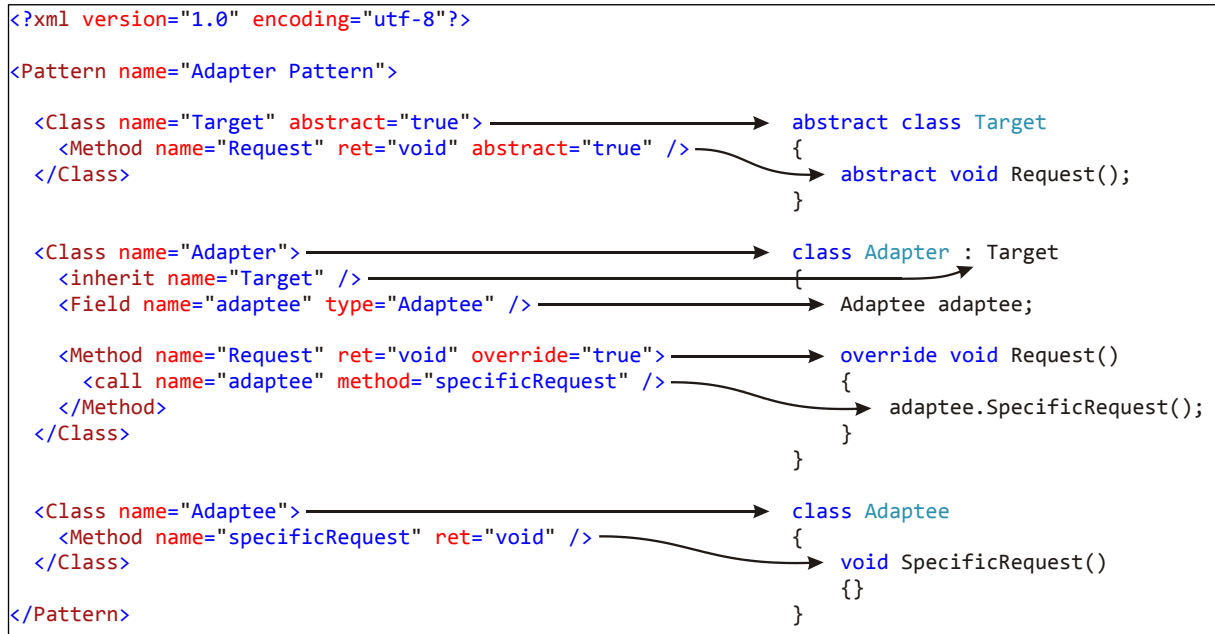 <?xml version="1.0" encoding="utf-8"?>
<Pattern name="Adapter Pattern">
<Class name="Target" abstract="true"> abstract class Target
<Method name="Request" ret="void" abstract="true" /> {
</Class> abstract void Request();
}
<Class name="Adapter"> class Adapter : Target
<inherit name="Target" /> {
<Field name="adaptee" type="Adaptee" /> Adaptee adaptee;
<Method name="Request" ret="void" override="true"> override void Request()
<call name="adaptee" method="specificRequest" /> {
</Method> adaptee.SpecificRequest();
</Class> }
}
<Class name="Adaptee"> class Adaptee
<Method name="specificRequest" ret="void" /> {
</Class> void SpecificRequest()
{}
</Pattern> }